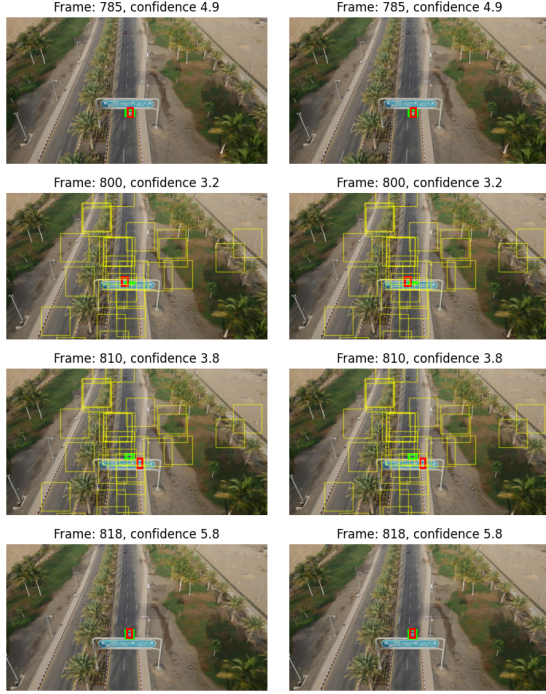 Frame: 785, confidence 4.9
Frame: 785, confidence 4.9
Frame: 800, confidence 3.2
Frame: 800, confidence 3.2
Frame: 810, confidence 3.8
Frame: 810, confidence 3.8
Frame: 818, confidence 5.8
Frame: 818, confidence 5.8